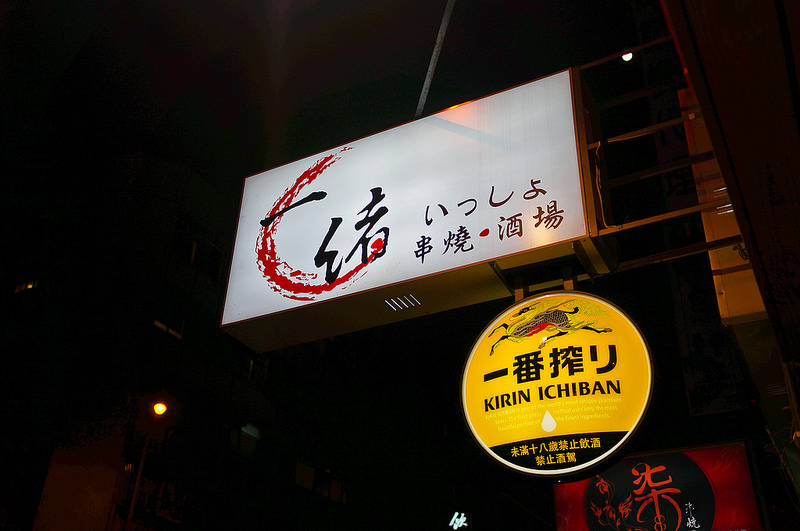 一緒
いっしょ
串燒・酒場
一番搾り
KIRIN ICHIBAN
未滿十八歲禁止飲酒
禁止酒駕
柒